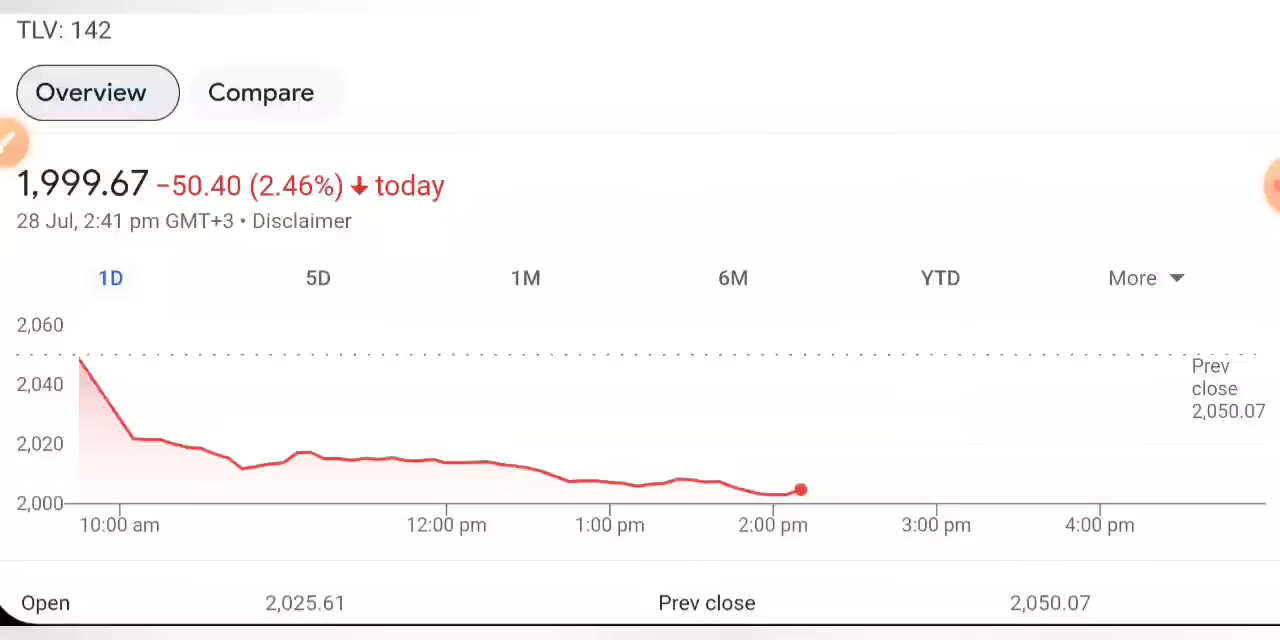 TLV: 142
Overview Compare
1,999.67 −50.40 (2.46%) today
28 Jul, 2:41 pm GMT+3 • Disclaimer
1D 5D 1M 6M YTD More
2,060
Prev
close
2,050.07
2,040
2,020
2,000
10:00 am 12:00 pm 1:00 pm 2:00 pm 3:00 pm 4:00 pm
Open 2,025.61 Prev close 2,050.07